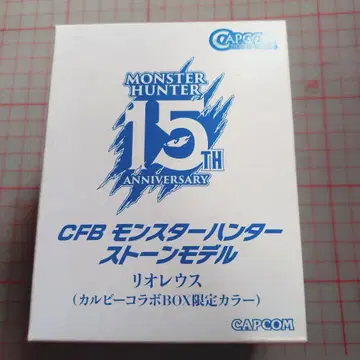 CAPCOM
MONSTER
HUNTER
15TH
ANNIVERSARY
CFB モンスターハンター
ストーンモデル
リオレウス
（カルビーコラボBOX限定カラー）
CAPCOM